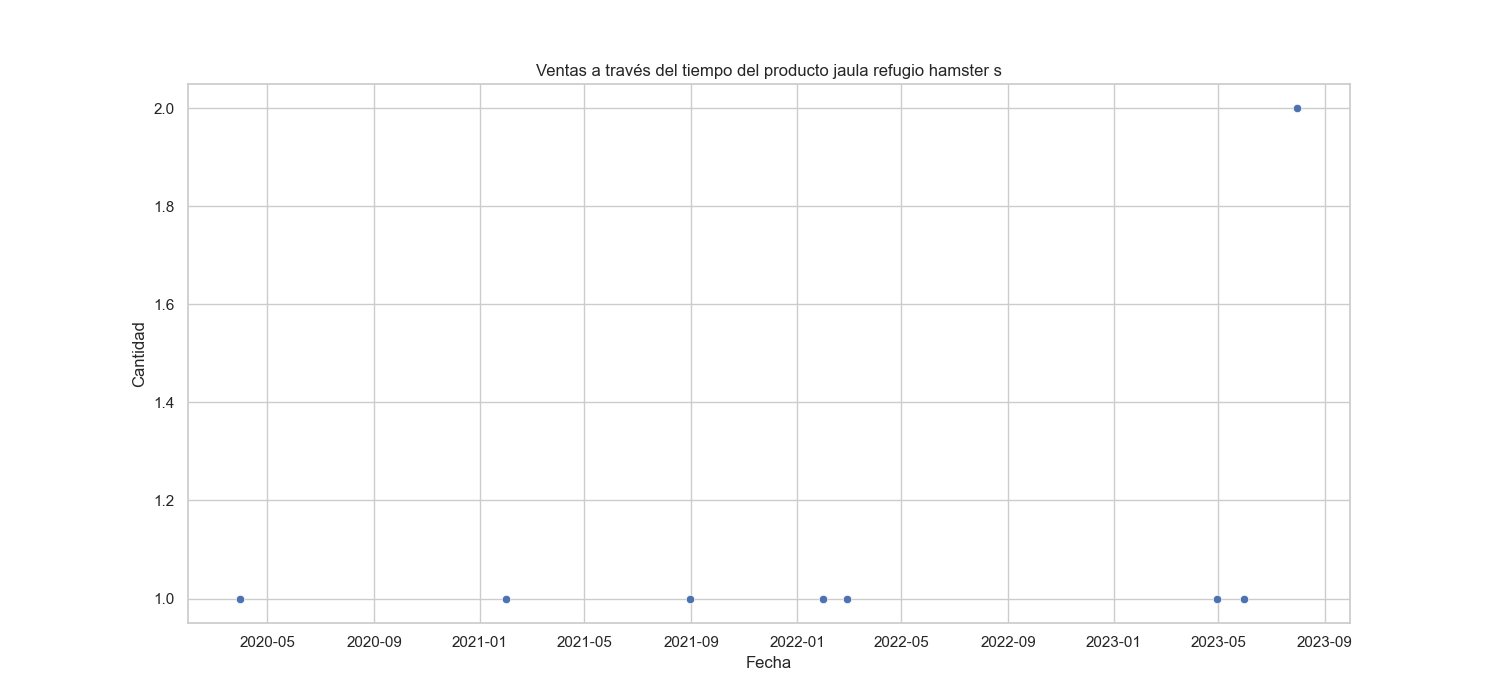 Ventas a través del tiempo del producto jaula refugio hamster s
2.0
1.8
1.6
1.4
1.2
1.0
Cantidad
2020-05 2020-09 2021-01 2021-05 2021-09 2022-01 2022-05 2022-09 2023-01 2023-05 2023-09
Fecha